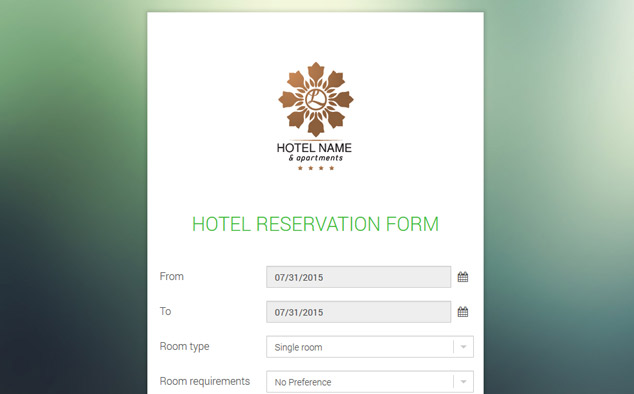 HOTEL NAME
& apartments
HOTEL RESERVATION FORM
From 07/31/2015
To 07/31/2015
Room type Single room
Room requirements No Preference